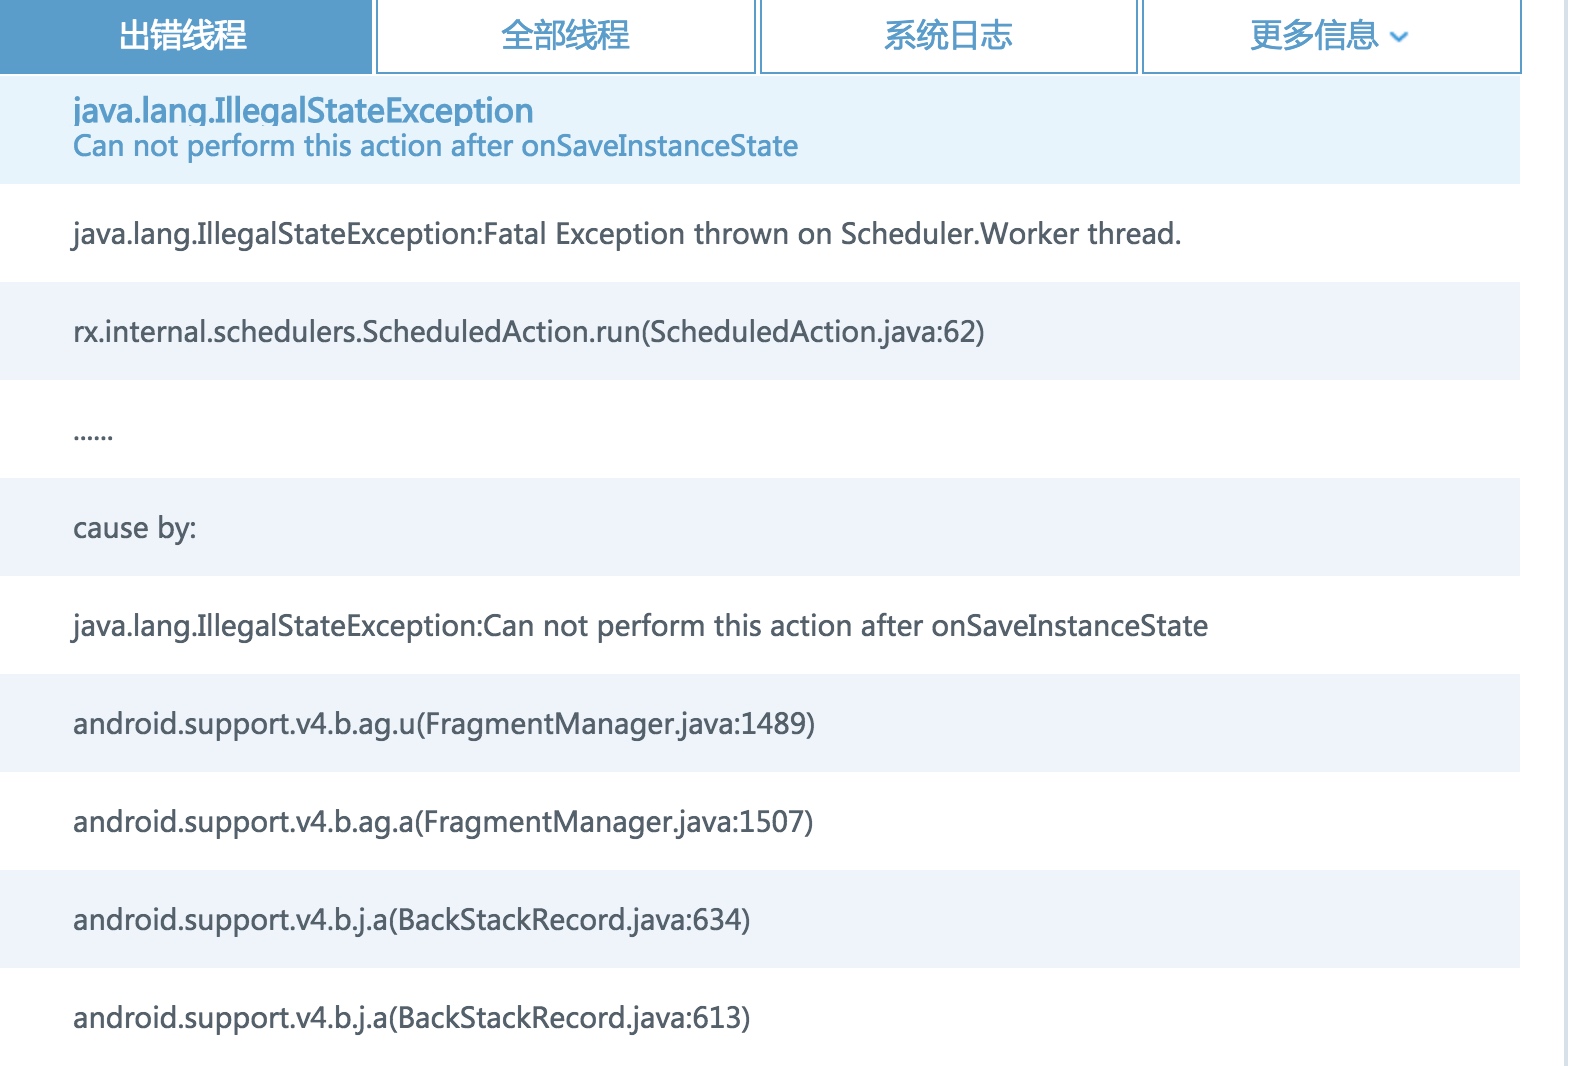 出错线程
全部线程
系统日志
更多信息
java.lang.IllegalStateException
Can not perform this action after onSaveInstanceState
java.lang.IllegalStateException:Fatal Exception thrown on Scheduler.Worker thread.
rx.internal.schedulers.ScheduledAction.run(ScheduledAction.java:62)
......
cause by:
java.lang.IllegalStateException:Can not perform this action after onSaveInstanceState
android.support.v4.b.ag.u(FragmentManager.java:1489)
android.support.v4.b.ag.a(FragmentManager.java:1507)
android.support.v4.b.j.a(BackStackRecord.java:634)
android.support.v4.b.j.a(BackStackRecord.java:613)